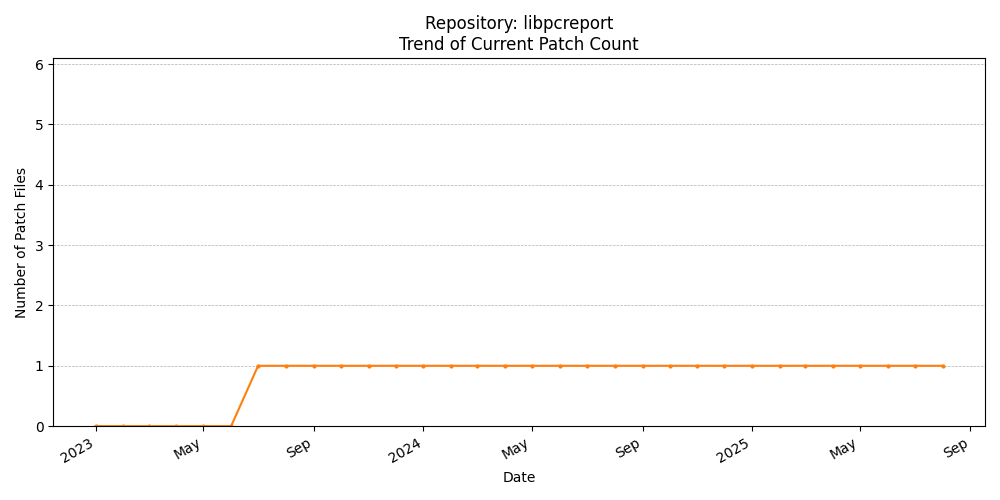 Repository: libpcreport
Trend of Current Patch Count
6
5
4
3
2
1
0
Number of Patch Files
2023
May
Sep
2024
May
Sep
2025
May
Sep
Date